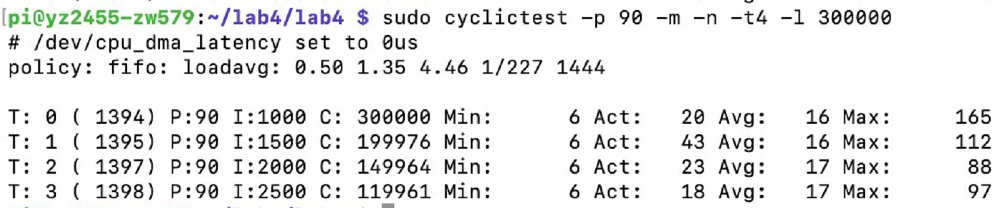 [pi@yz2455-zw579:~/lab4/lab4 $ sudo cyclictest -p 90 -m -n -t4 -l 300000
# /dev/cpu_dma_latency set to 0us
policy: fifo: loadavg: 0.50 1.35 4.46 1/227 1444
T: 0 ( 1394) P:90 I:1000 C: 300000 Min:      6 Act:   20 Avg:   16 Max:     165
T: 1 ( 1395) P:90 I:1500 C: 199976 Min:      6 Act:   43 Avg:   16 Max:     112
T: 2 ( 1397) P:90 I:2000 C: 149964 Min:      6 Act:   23 Avg:   17 Max:      88
T: 3 ( 1398) P:90 I:2500 C: 119961 Min:      6 Act:   18 Avg:   17 Max:      97